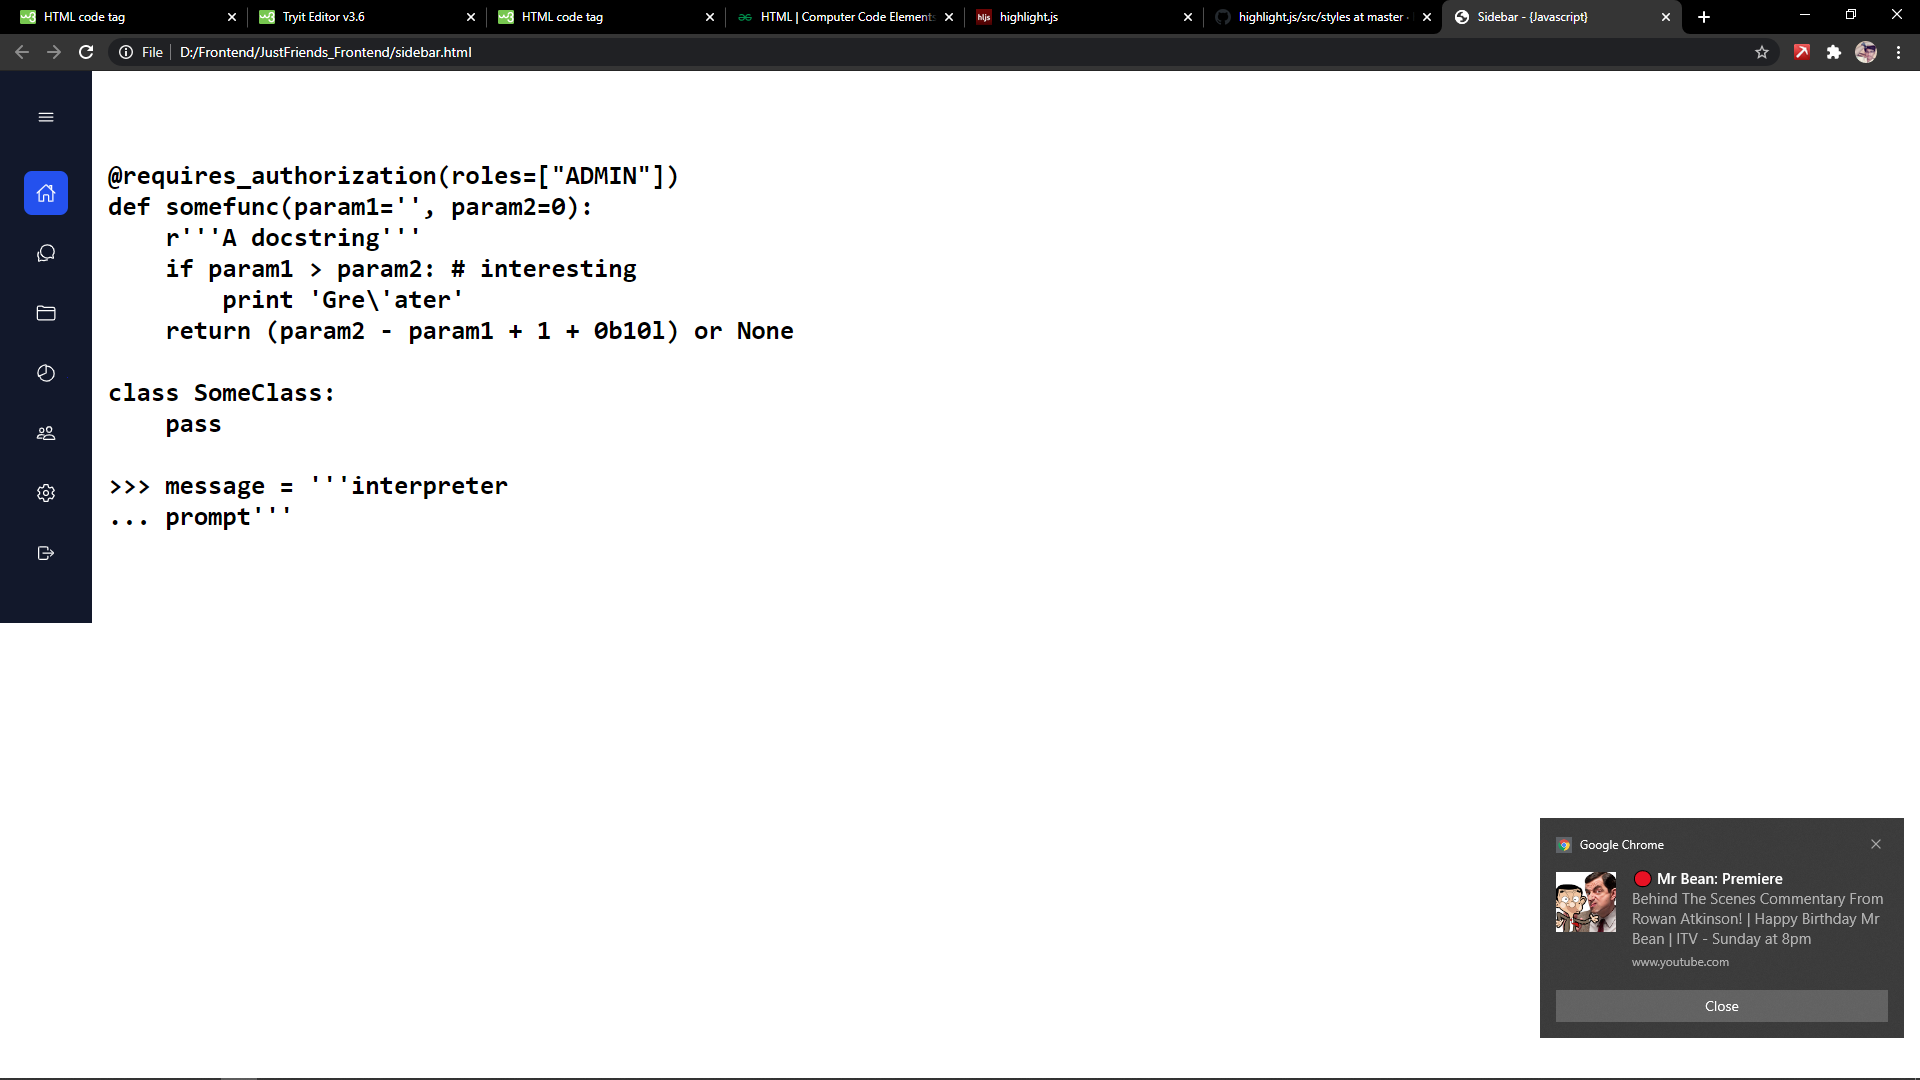 HTML code tag
Tryit Editor v3.6
HTML code tag
HTML | Computer Code Elements
highlight.js
highlight.js/src/styles at master ·
Sidebar - {Javascript}
File
D:/Frontend/JustFriends_Frontend/sidebar.html
@requires_authorization(roles=["ADMIN"])
def somefunc(param1='', param2=0):
    r'''A docstring'''
    if param1 > param2: # interesting
        print 'Gre\'ater'
    return (param2 - param1 + 1 + 0b10l) or None
class SomeClass:
    pass
>>> message = '''interpreter
... prompt'''
Google Chrome
Mr Bean: Premiere
Behind The Scenes Commentary From
Rowan Atkinson! | Happy Birthday Mr
Bean | ITV - Sunday at 8pm
www.youtube.com
Close